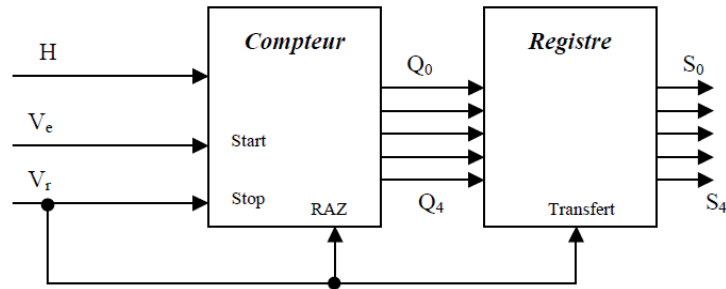 Compteur
Registre
H
Q0
S0
Ve
Start
Vr
Stop
RAZ
Q4
Transfert
S4